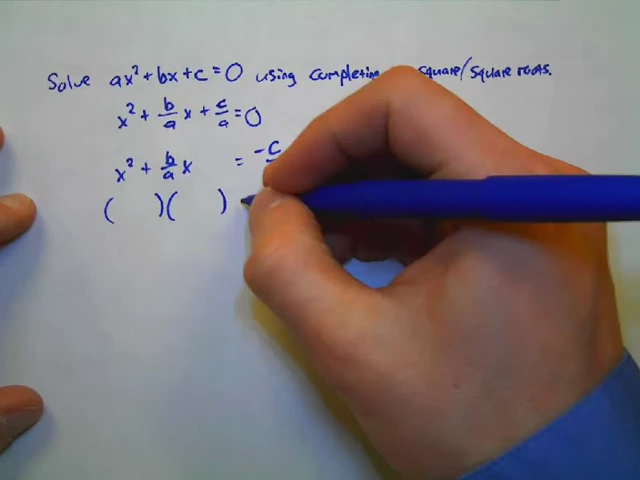 Solve ax² + bx + c = 0 using completing square/square roots.
x² + b/a x + c/a = 0
x² + b/a x = -c
( )( )